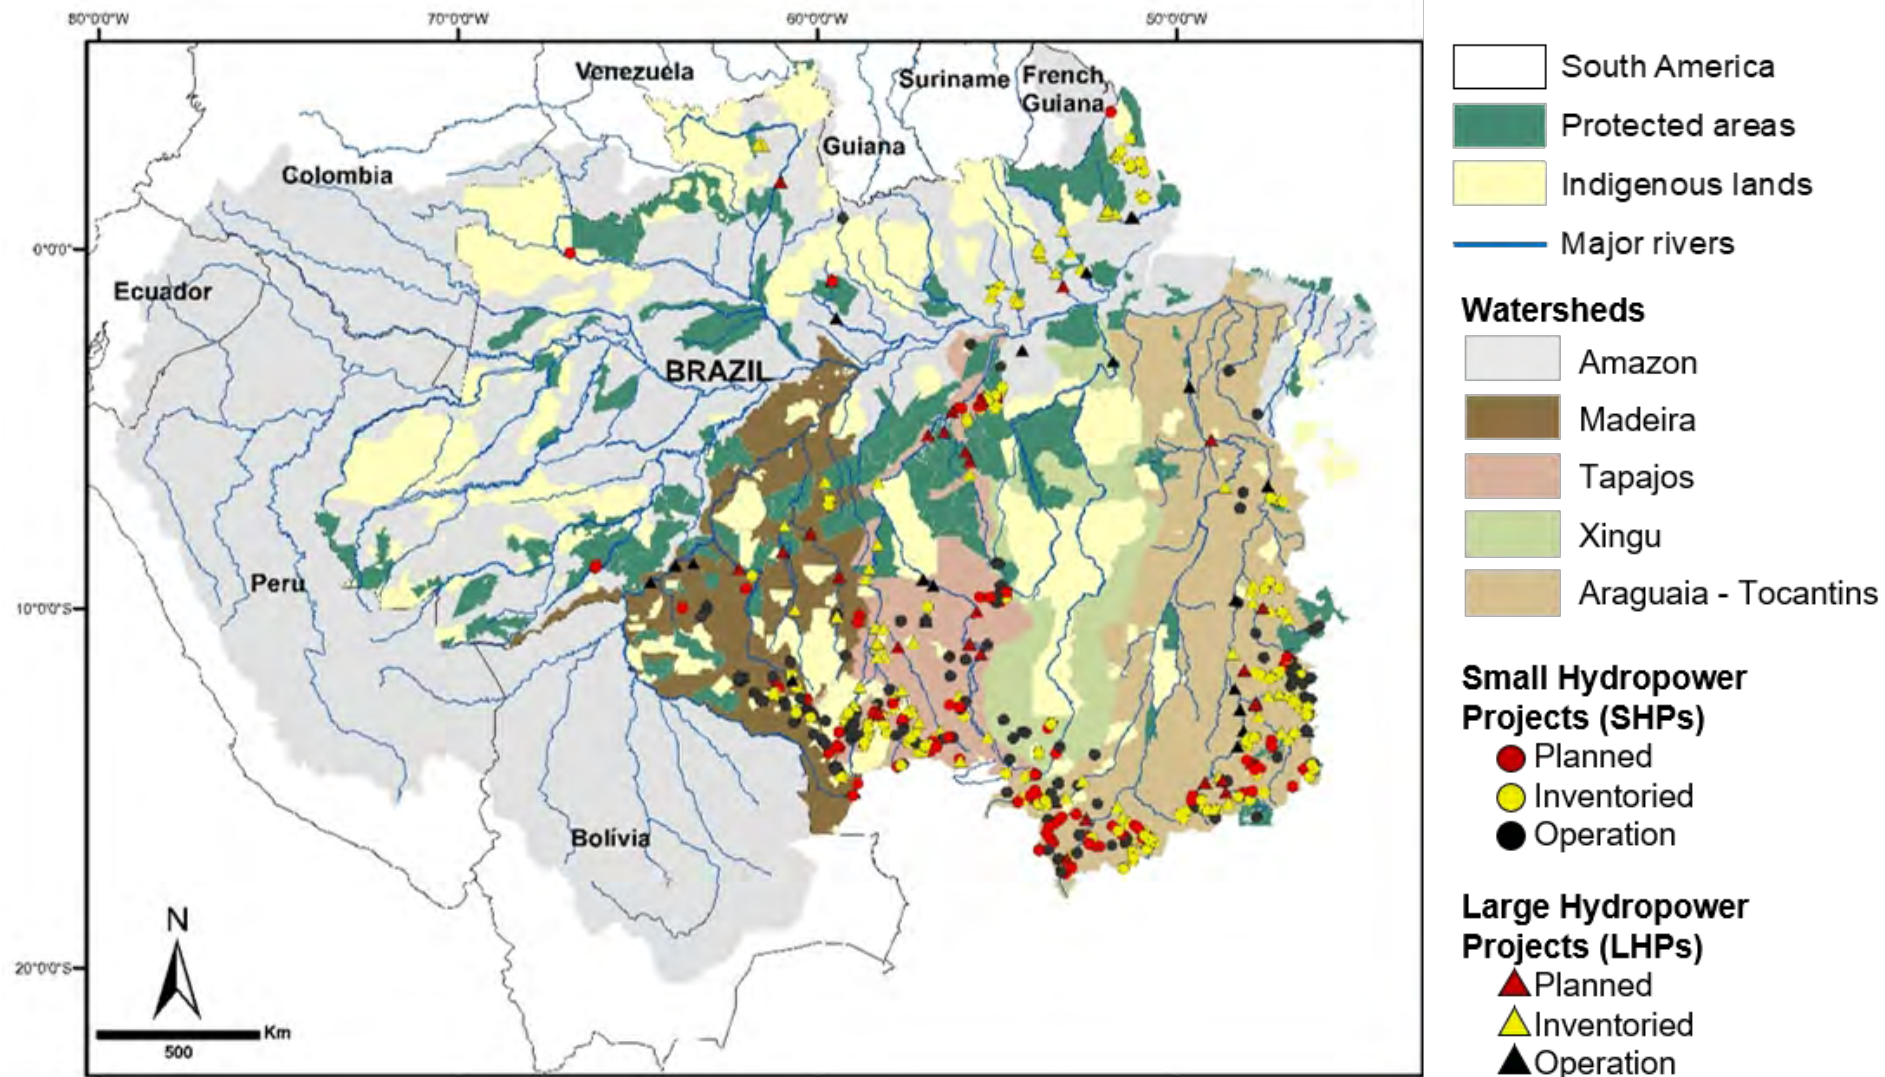 80°0'0"W
70°0'0"W
60°0'0"W
50°0'0"W
0°0'0"
10°0'0"S
20°0'0"S
Venezuela
Suriname
French
Guiana
Guiana
Colombia
Ecuador
BRAZIL
Peru
Bolívia
N
Km
500
South America
Protected areas
Indigenous lands
Major rivers
Watersheds
Amazon
Madeira
Tapajos
Xingu
Araguaia - Tocantins
Small Hydropower
Projects (SHPs)
Planned
Inventoried
Operation
Large Hydropower
Projects (LHPs)
Planned
Inventoried
Operation